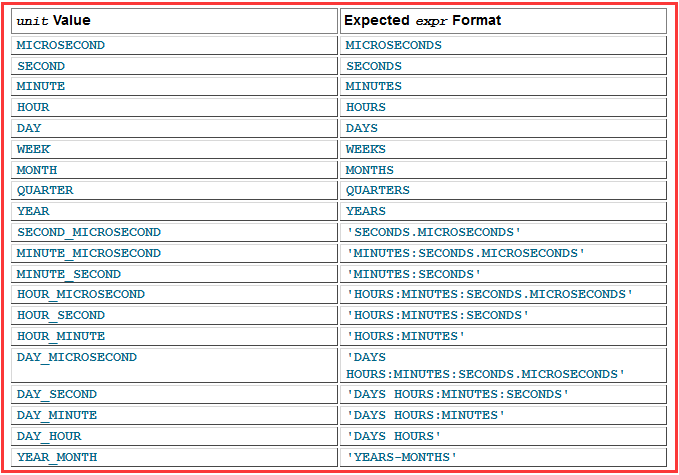 unit Value Expected expr Format
MICROSECOND MICROSECONDS
SECOND SECONDS
MINUTE MINUTES
HOUR HOURS
DAY DAYS
WEEK WEEKS
MONTH MONTHS
QUARTER QUARTERS
YEAR YEARS
SECOND_MICROSECOND 'SECONDS.MICROSECONDS'
MINUTE_MICROSECOND 'MINUTES:SECONDS.MICROSECONDS'
MINUTE_SECOND 'MINUTES:SECONDS'
HOUR_MICROSECOND 'HOURS:MINUTES:SECONDS.MICROSECONDS'
HOUR_SECOND 'HOURS:MINUTES:SECONDS'
HOUR_MINUTE 'HOURS:MINUTES'
DAY_MICROSECOND 'DAYS
HOURS:MINUTES:SECONDS.MICROSECONDS'
DAY_SECOND 'DAYS HOURS:MINUTES:SECONDS'
DAY_MINUTE 'DAYS HOURS:MINUTES'
DAY_HOUR 'DAYS HOURS'
YEAR_MONTH 'YEARS-MONTHS'